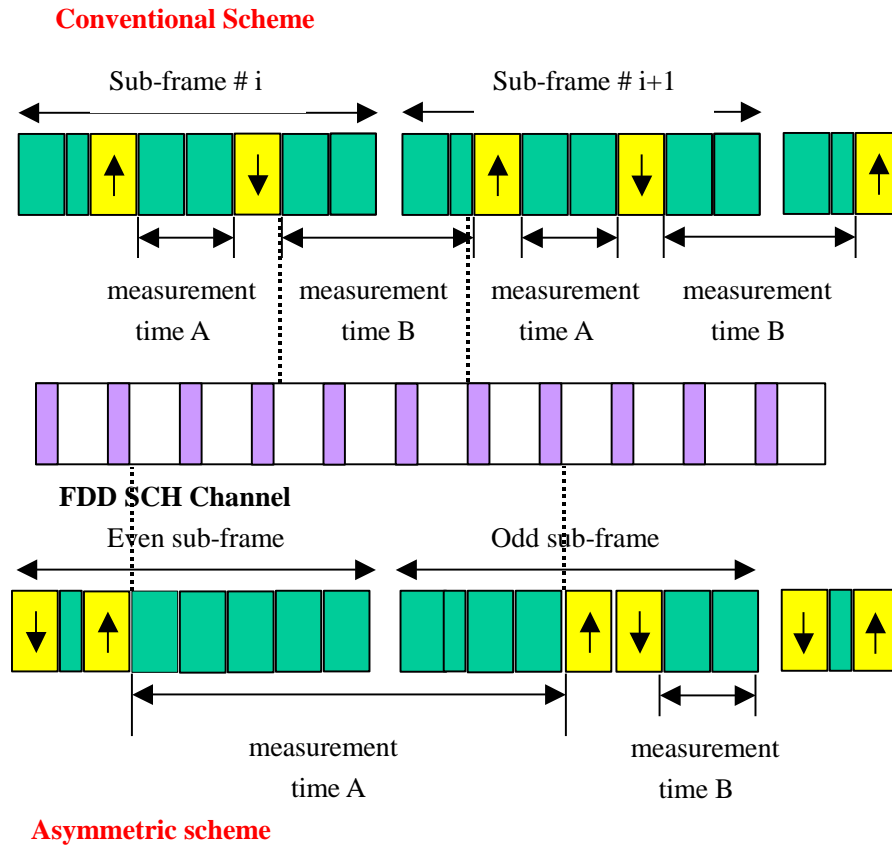 Conventional Scheme
Sub-frame # i
Sub-frame # i+1
measurement
time A
measurement
time B
measurement
time A
measurement
time B
FDD SCH Channel
Even sub-frame
Odd sub-frame
measurement
time A
measurement
time B
Asymmetric scheme